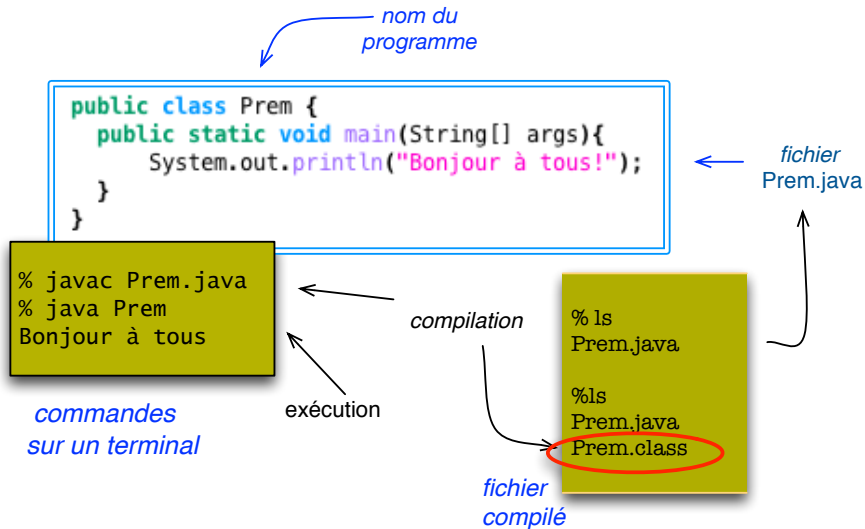 nom du
programme
public class Prem {
public static void main(String[] args){
System.out.println("Bonjour à tous!");
}
}
fichier
Prem.java
% javac Prem.java
% java Prem
Bonjour à tous
compilation
exécution
commandes
sur un terminal
% ls
Prem.java
%ls
Prem.java
Prem.class
fichier
compilé